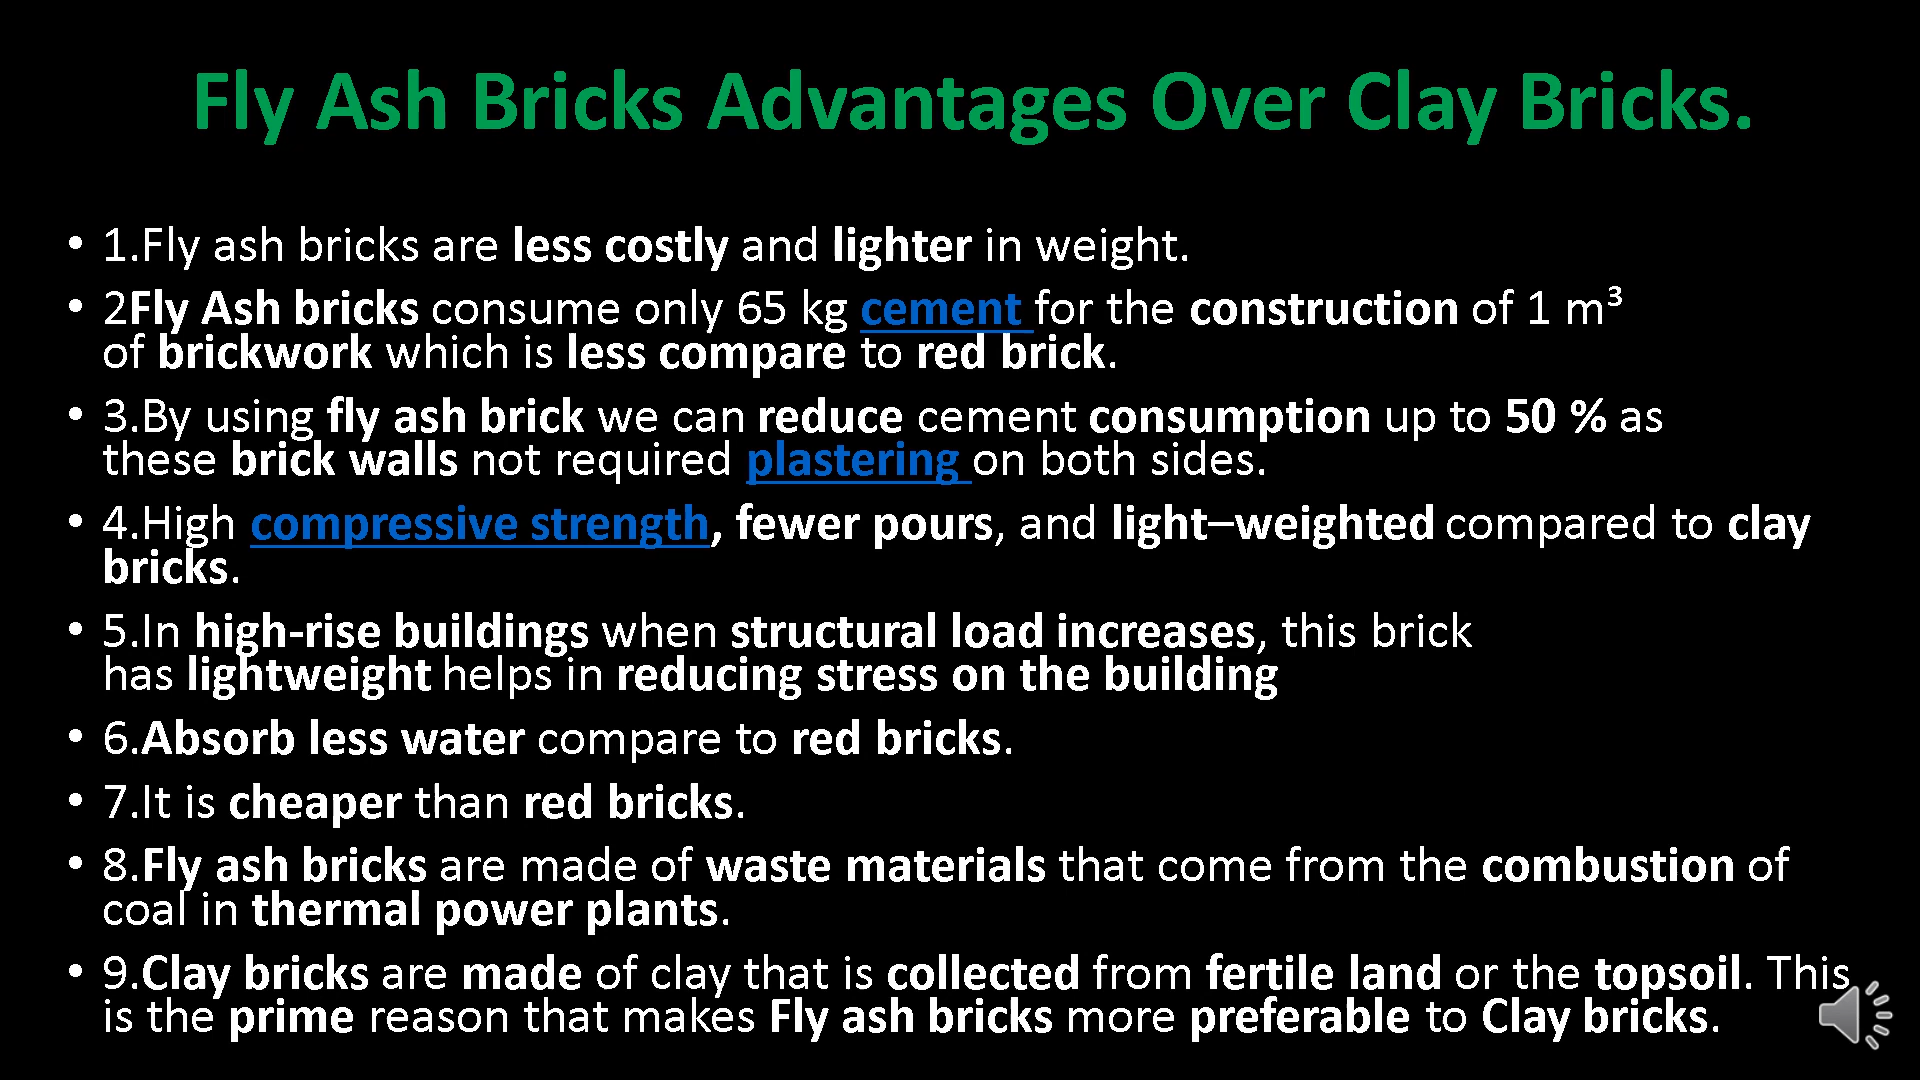 Fly Ash Bricks Advantages Over Clay Bricks.
• 1.Fly ash bricks are less costly and lighter in weight.
• 2Fly Ash bricks consume only 65 kg cement for the construction of 1 m³
of brickwork which is less compare to red brick.
• 3.By using fly ash brick we can reduce cement consumption up to 50 % as
these brick walls not required plastering on both sides.
• 4.High compressive strength, fewer pours, and light–weighted compared to clay
bricks.
• 5.In high-rise buildings when structural load increases, this brick
has lightweight helps in reducing stress on the building
• 6.Absorb less water compare to red bricks.
• 7.It is cheaper than red bricks.
• 8.Fly ash bricks are made of waste materials that come from the combustion of
coal in thermal power plants.
• 9.Clay bricks are made of clay that is collected from fertile land or the topsoil. This
is the prime reason that makes Fly ash bricks more preferable to Clay bricks.